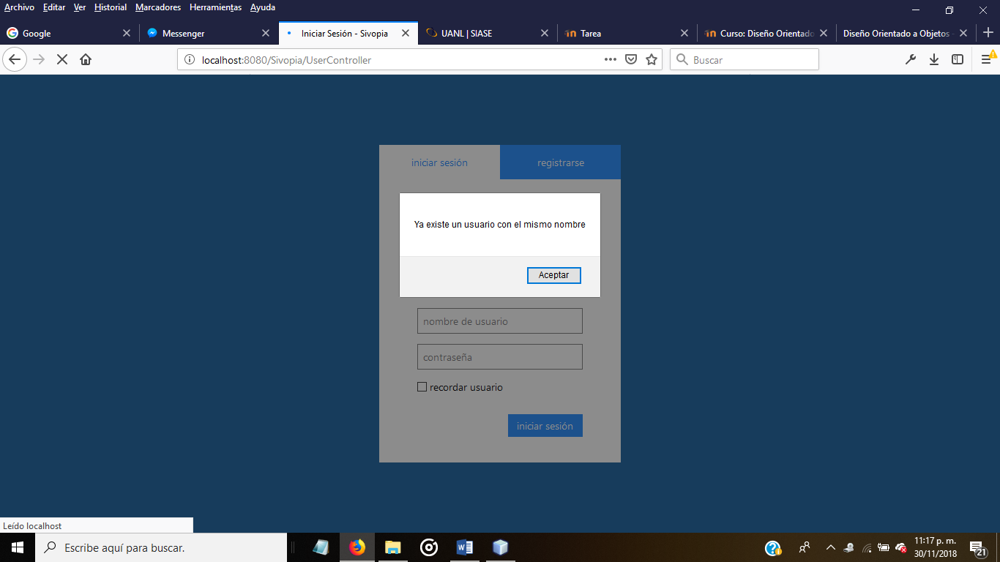 Archivo Editar Ver Historial Marcadores Herramientas Ayuda
Google Messenger Iniciar Sesión - Sivopia UANL | SIASE Tarea Curso: Diseño Orientado Diseño Orientado a Objetos -
localhost:8080/Sivopia/UserController Buscar
iniciar sesión registrarse
Ya existe un usuario con el mismo nombre
Aceptar
nombre de usuario
contraseña
recordar usuario
iniciar sesión
Leído localhost
Escribe aquí para buscar.
11:17 p. m.
30/11/2018
21